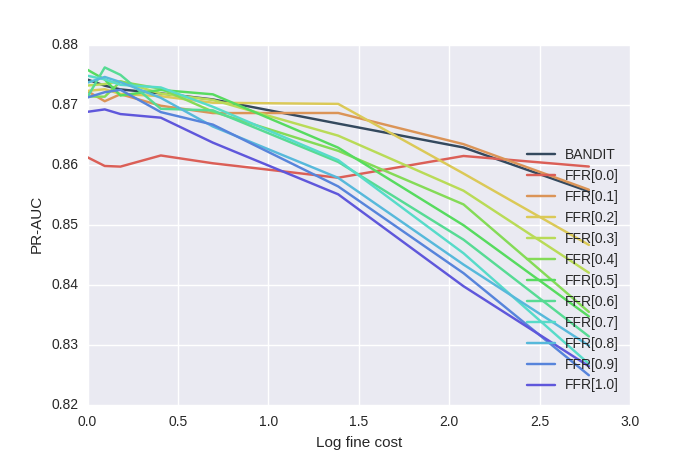 0.88
0.87
0.86
0.85
0.84
0.83
0.82
PR-AUC
0.0 0.5 1.0 1.5 2.0 2.5 3.0
Log fine cost
BANDIT
FFR[0.0]
FFR[0.1]
FFR[0.2]
FFR[0.3]
FFR[0.4]
FFR[0.5]
FFR[0.6]
FFR[0.7]
FFR[0.8]
FFR[0.9]
FFR[1.0]